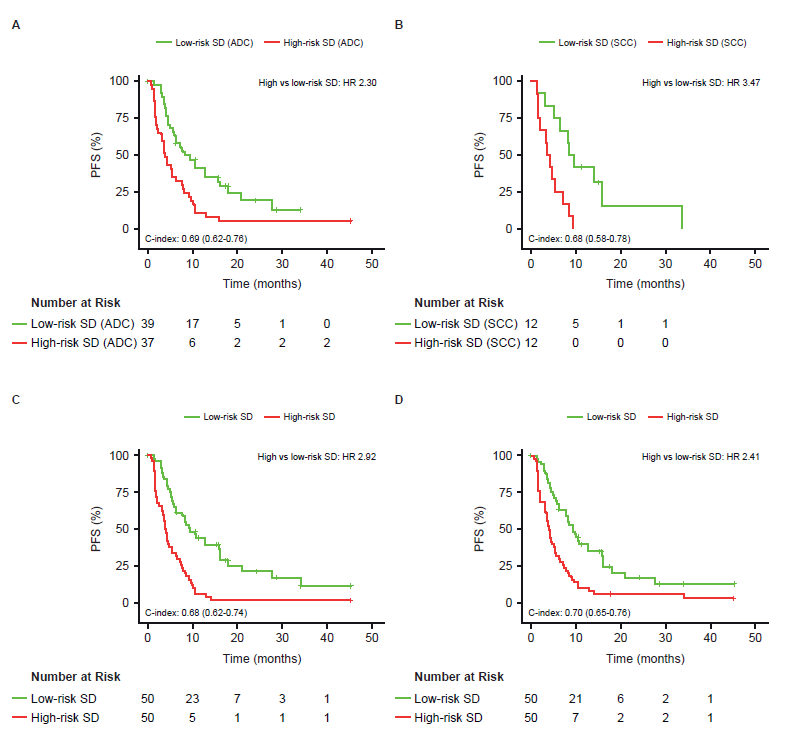 A
Low-risk SD (ADC) High-risk SD (ADC)
High vs low-risk SD: HR 2.30
PFS (%)
100
75
50
25
0
C-index: 0.69 (0.62-0.76)
0 10 20 30 40 50
Time (months)
Number at Risk
Low-risk SD (ADC) 39 17 5 1 0
High-risk SD (ADC) 37 6 2 2 2
B
Low-risk SD (SCC) High-risk SD (SCC)
High vs low-risk SD: HR 3.47
PFS (%)
100
75
50
25
0
C-index: 0.68 (0.58-0.78)
0 10 20 30 40 50
Time (months)
Number at Risk
Low-risk SD (SCC) 12 5 1 1
High-risk SD (SCC) 12 0 0 0
C
Low-risk SD High-risk SD
High vs low-risk SD: HR 2.92
PFS (%)
100
75
50
25
0
C-index: 0.68 (0.62-0.74)
0 10 20 30 40 50
Time (months)
Number at Risk
Low-risk SD 50 23 7 3 1
High-risk SD 50 5 1 1 1
D
Low-risk SD High-risk SD
High vs low-risk SD: HR 2.41
PFS (%)
100
75
50
25
0
C-index: 0.70 (0.65-0.76)
0 10 20 30 40 50
Time (months)
Number at Risk
Low-risk SD 50 21 6 2 1
High-risk SD 50 7 2 2 1